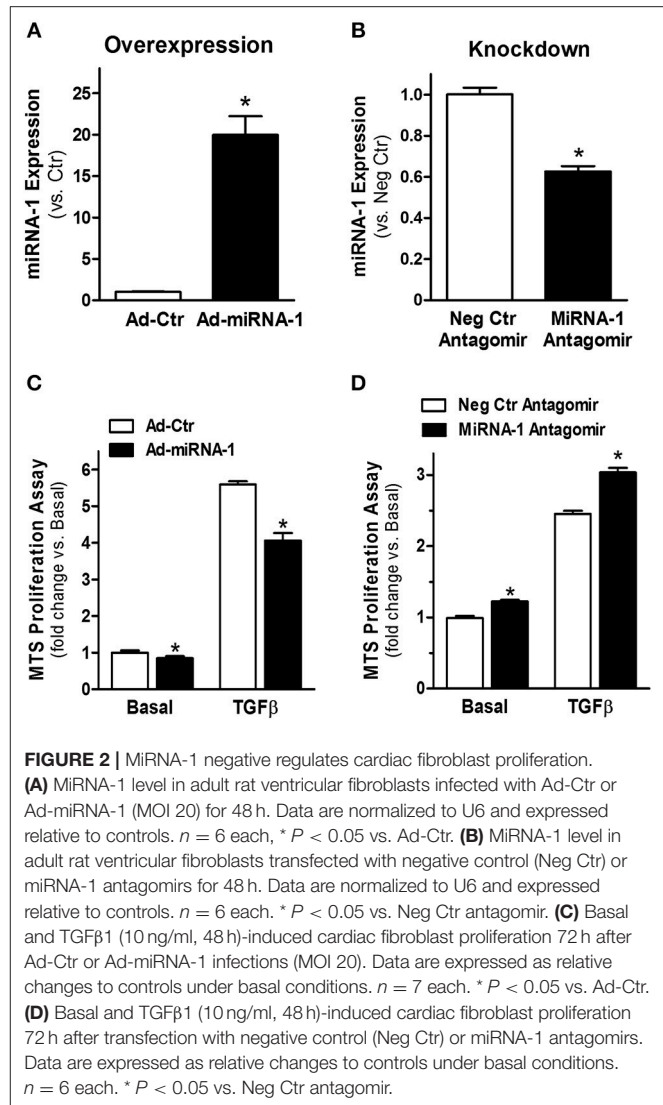 A
Overexpression
miRNA-1 Expression
(vs. Ctr)
25
20
15
10
5
0
*
Ad-Ctr Ad-miRNA-1
B
Knockdown
miRNA-1 Expression
(vs. Neg Ctr)
1.0
0.8
0.6
0.4
0.2
0
*
Neg Ctr
Antagomir
MiRNA-1
Antagomir
C
Ad-Ctr
Ad-miRNA-1
MTS Proliferation Assay
(fold change vs. Basal)
6
5
4
3
2
1
0
*
*
Basal TGFβ
D
Neg Ctr Antagomir
MiRNA-1 Antagomir
MTS Proliferation Assay
(fold change vs. Basal)
3
2
1
0
*
*
Basal TGFβ
FIGURE 2 | MiRNA-1 negative regulates cardiac fibroblast proliferation.
(A) MiRNA-1 level in adult rat ventricular fibroblasts infected with Ad-Ctr or
Ad-miRNA-1 (MOI 20) for 48 h. Data are normalized to U6 and expressed
relative to controls. n = 6 each, * P < 0.05 vs. Ad-Ctr. (B) MiRNA-1 level in
adult rat ventricular fibroblasts transfected with negative control (Neg Ctr) or
miRNA-1 antagomirs for 48 h. Data are normalized to U6 and expressed
relative to controls. n = 6 each. * P < 0.05 vs. Neg Ctr antagomir. (C) Basal
and TGFβ1 (10 ng/ml, 48 h)-induced cardiac fibroblast proliferation 72 h after
Ad-Ctr or Ad-miRNA-1 infections (MOI 20). Data are expressed as relative
changes to controls under basal conditions. n = 7 each. * P < 0.05 vs. Ad-Ctr.
(D) Basal and TGFβ1 (10 ng/ml, 48 h)-induced cardiac fibroblast proliferation
72 h after transfection with negative control (Neg Ctr) or miRNA-1 antagomirs.
Data are expressed as relative changes to controls under basal conditions.
n = 6 each. * P < 0.05 vs. Neg Ctr antagomir.